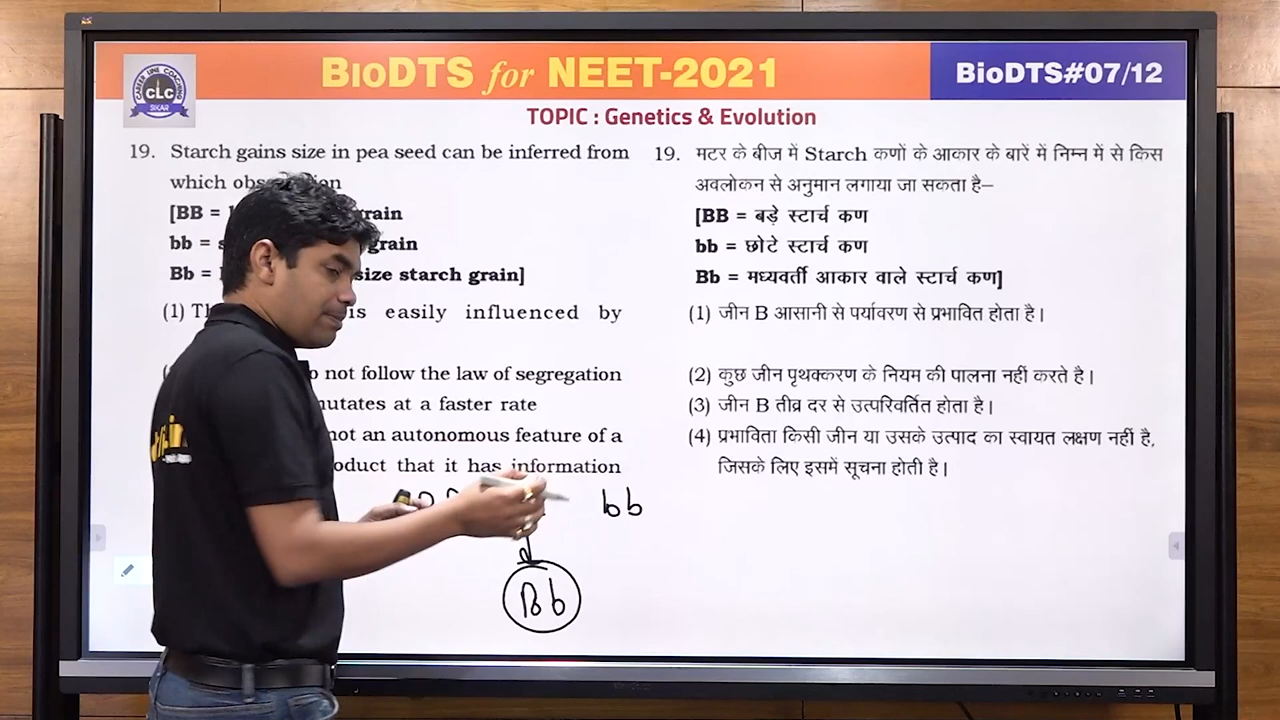 BIODTS for NEET-2021
BioDTS#07/12
CAREER LINE COACHING
CLC
SIKAR
TOPIC : Genetics & Evolution
19. Starch gains size in pea seed can be inferred from
which
[BB = grain
bb = grain
Bb = size starch grain]
(1) is easily influenced by
not follow the law of segregation
mutates at a faster rate
not an autonomous feature of a
that it has information
19. मटर के बीज में Starch कणों के आकार के बारें में निम्न में से किस
अवलोकन से अनुमान लगाया जा सकता है–
[BB = बड़े स्टार्च कण
bb = छोटे स्टार्च कण
Bb = मध्यवर्ती आकार वाले स्टार्च कण]
(1) जीन B आसानी से पर्यावरण से प्रभावित होता है।
(2) कुछ जीन पृथक्करण के नियम की पालना नहीं करते है।
(3) जीन B तीव्र दर से उत्परिवर्तित होता है।
(4) प्रभाविता किसी जीन या उसके उत्पाद का स्वायत लक्षण नहीं है,
जिसके लिए इसमें सूचना होती है।
bb
Bb